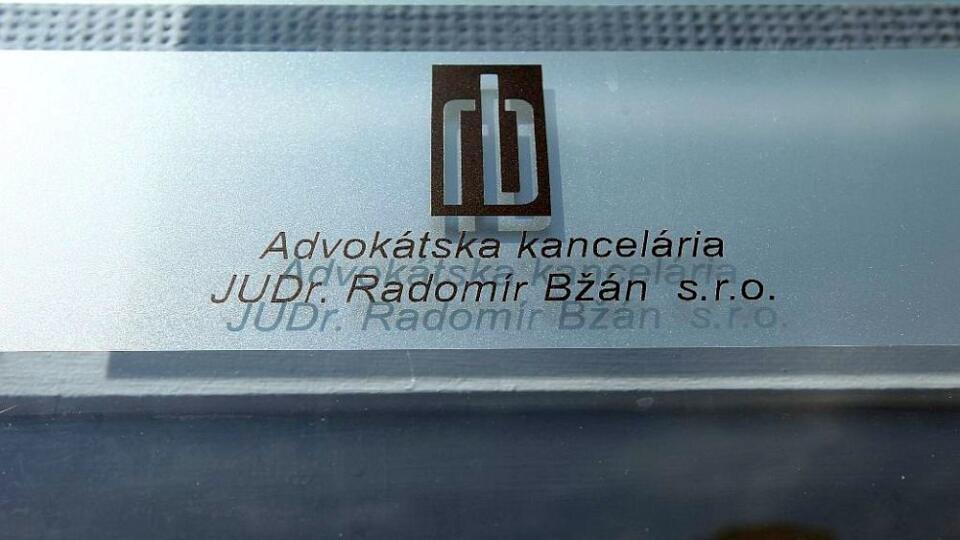 rb
Advokátska kancelária
JUDr. Radomír Bžán s.r.o.